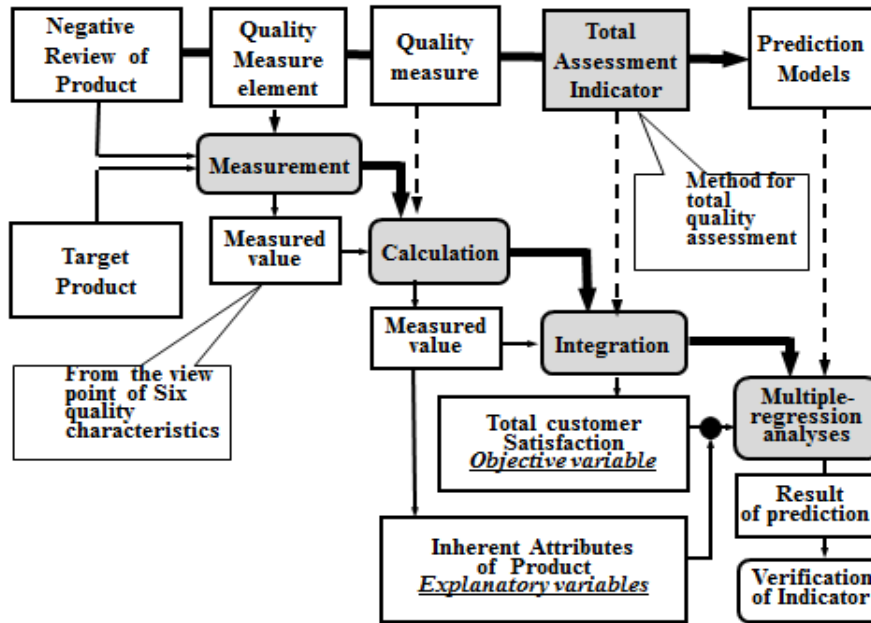 Negative
Review of
Product
Quality
Measure
element
Quality
measure
Total
Assessment
Indicator
Prediction
Models
Measurement
Method for
total
quality
assessment
Target
Product
Measured
value
Calculation
From the view
point of Six
quality
characteristics
Measured
value
Integration
Multiple-
regression
analyses
Total customer
Satisfaction
Objective variable
Result
of prediction
Inherent Attributes
of Product
Explanatory variables
Verification
of Indicator